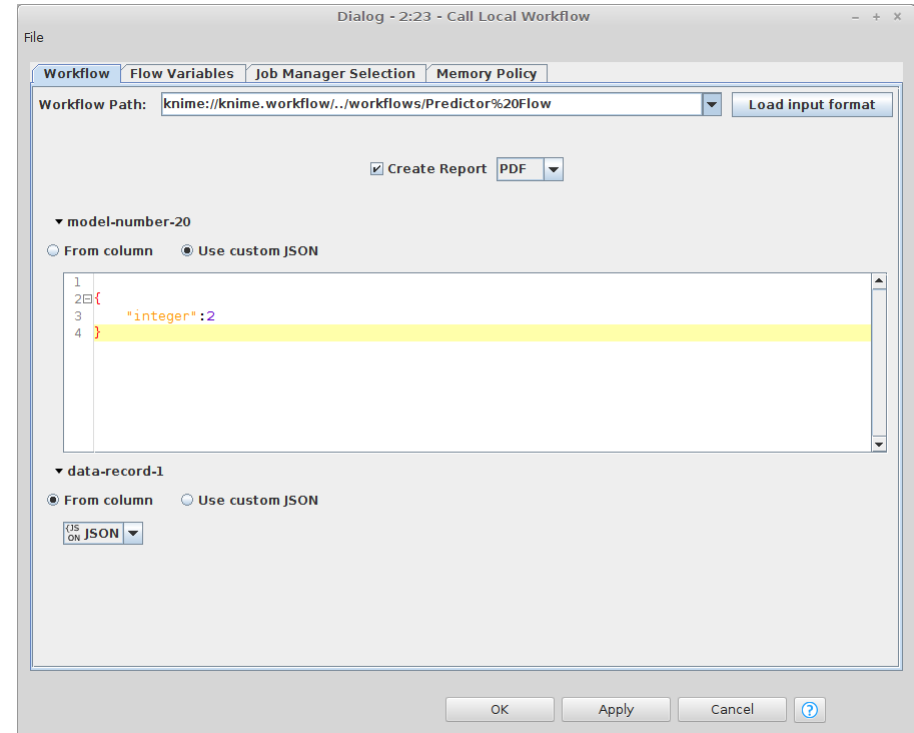 Dialog - 2:23 - Call Local Workflow
File
Workflow Flow Variables Job Manager Selection Memory Policy
Workflow Path: knime://knime.workflow/../workflows/Predictor%20Flow Load input format
Create Report PDF
model-number-20
From column Use custom JSON
1
2 {
3 "integer":2
4 }
data-record-1
From column Use custom JSON
{JS ON JSON
OK Apply Cancel ?